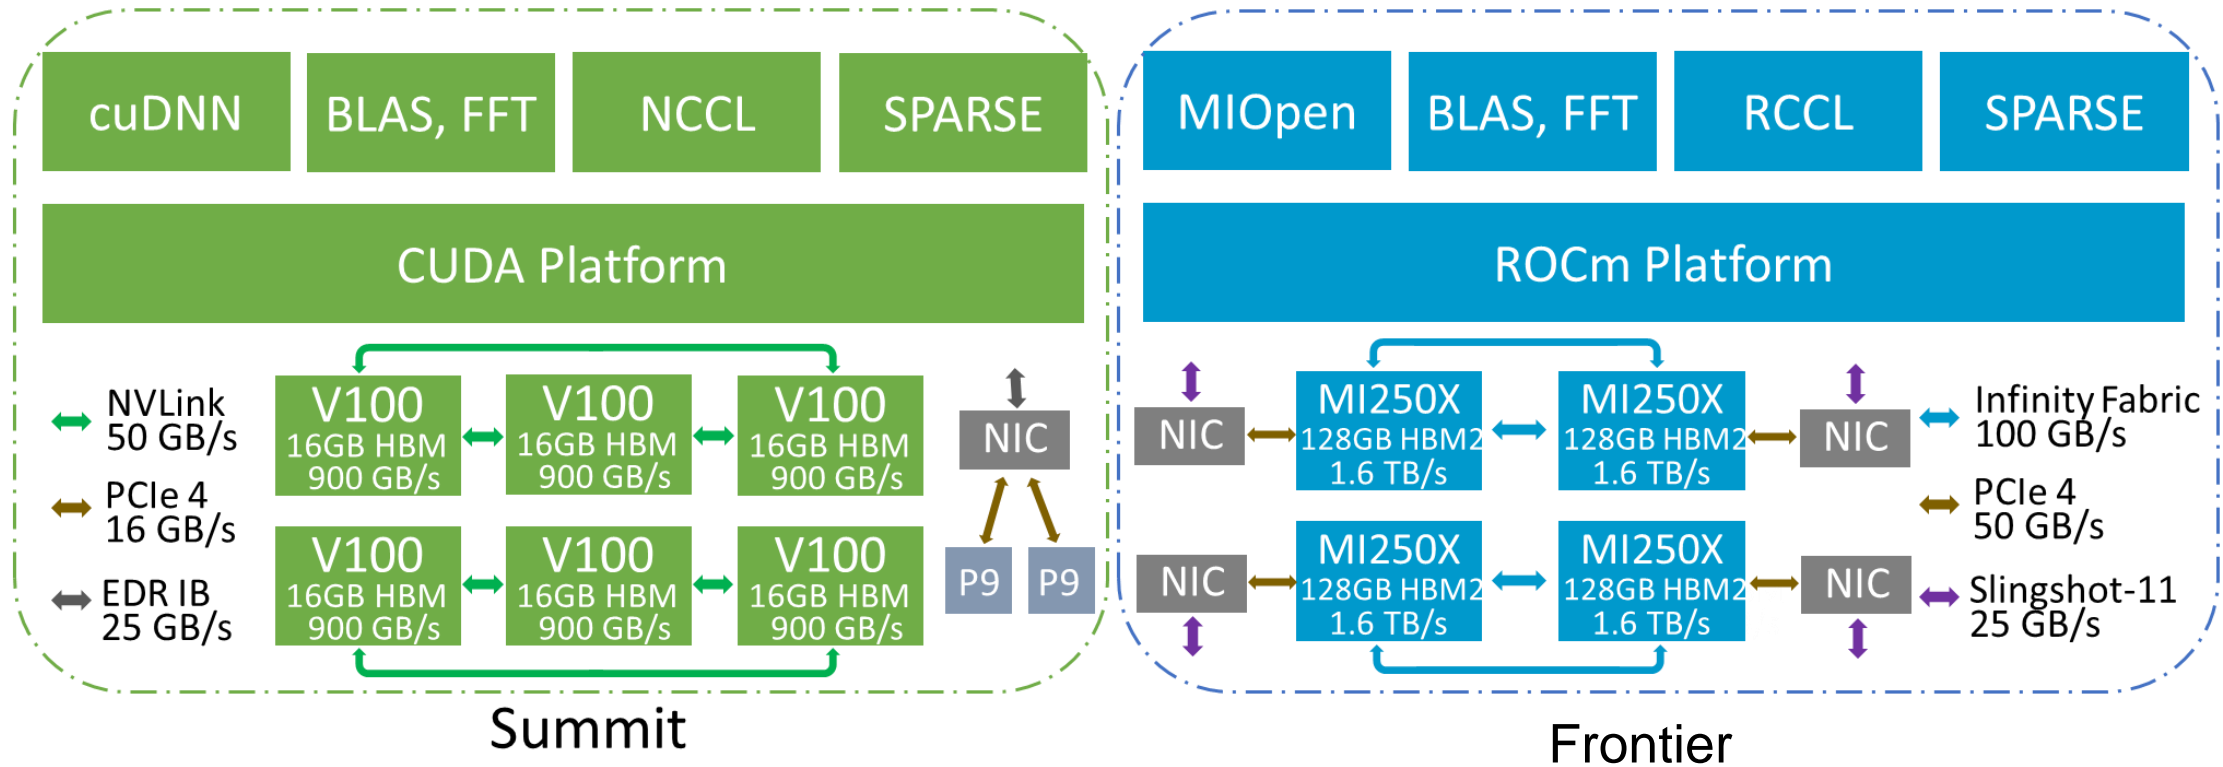 cuDNN
BLAS, FFT
NCCL
SPARSE
CUDA Platform
NVLink
50 GB/s
PCIe 4
16 GB/s
EDR IB
25 GB/s
V100
16GB HBM
900 GB/s
V100
16GB HBM
900 GB/s
V100
16GB HBM
900 GB/s
V100
16GB HBM
900 GB/s
V100
16GB HBM
900 GB/s
V100
16GB HBM
900 GB/s
NIC
P9
P9
Summit
MIOpen
BLAS, FFT
RCCL
SPARSE
ROCm Platform
NIC
MI250X
128GB HBM2
1.6 TB/s
MI250X
128GB HBM2
1.6 TB/s
NIC
NIC
MI250X
128GB HBM2
1.6 TB/s
MI250X
128GB HBM2
1.6 TB/s
NIC
Infinity Fabric
100 GB/s
PCIe 4
50 GB/s
Slingshot-11
25 GB/s
Frontier